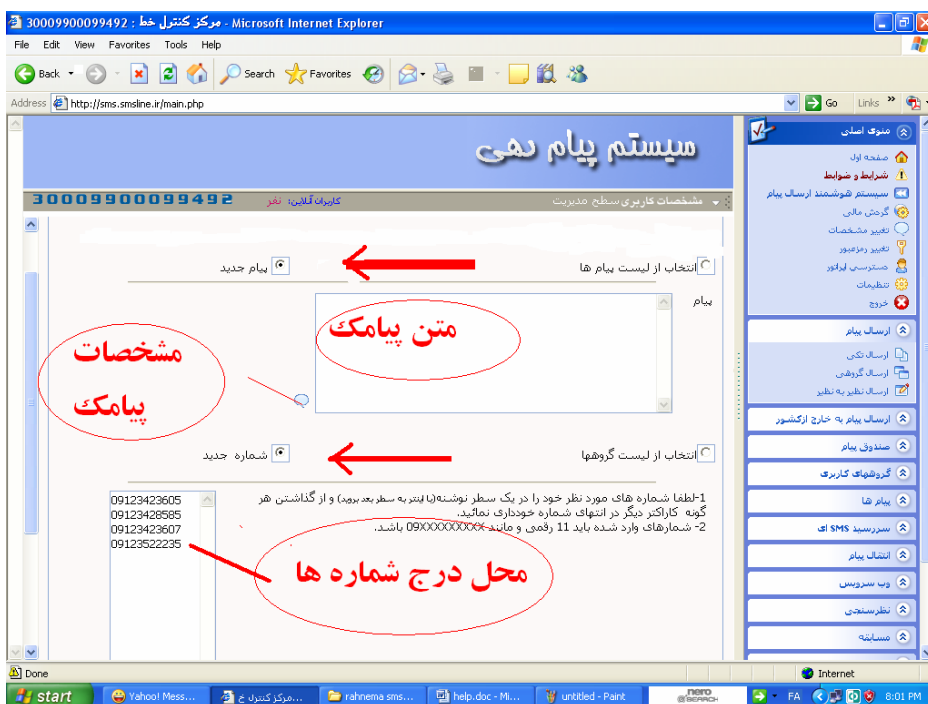 مرکز کنترل خط : 30009900099492 - Microsoft Internet Explorer
File Edit View Favorites Tools Help
Back Search Favorites
Address http://sms.smsline.ir/main.php Go Links
سیستم پیام دهی
مشخصات کاربری سطح مدیریت
کاربران آنلاین: نفر
30009900099492
انتخاب از لیست پیام ها
پیام جدید
پیام
متن پیامک
مشخصات
پیامک
انتخاب از لیست گروهها
شماره جدید
1-لطفا شماره های مورد نظر خود را در یک سطر نوشته(با اینتر به سطر بعد بروید) و از گذاشتن هر
گونه کاراکتر دیگر در انتهای شماره خودداری نمائید.
2- شمارهای وارد شده باید 11 رقمی و مانند 09XXXXXXXXX باشد.
09123423605
09123428585
09123423607
09123522235
محل درج شماره ها
منوی اصلی
صفحه اول
شرایط و ضوابط
سیستم هوشمند ارسال پیام
گردش مالی
تغییر مشخصات
تغییر رمزعبور
دسترسی اپراتور
تنظیمات
خروج
ارسال پیام
ارسال تکی
ارسال گروهی
ارسال نظیر به نظیر
ارسال پیام به خارج ازکشور
صندوق پیام
گروههای کاربری
پیام ها
سررسید SMS ای
انتقال پیام
وب سرویس
نظرسنجی
مسابقه
Done Internet
start Yahoo! Mess... مرکز کنترل خ... rahnema sms... help.doc - Mi... untitled - Paint nero SEARCH FA 8:01 PM